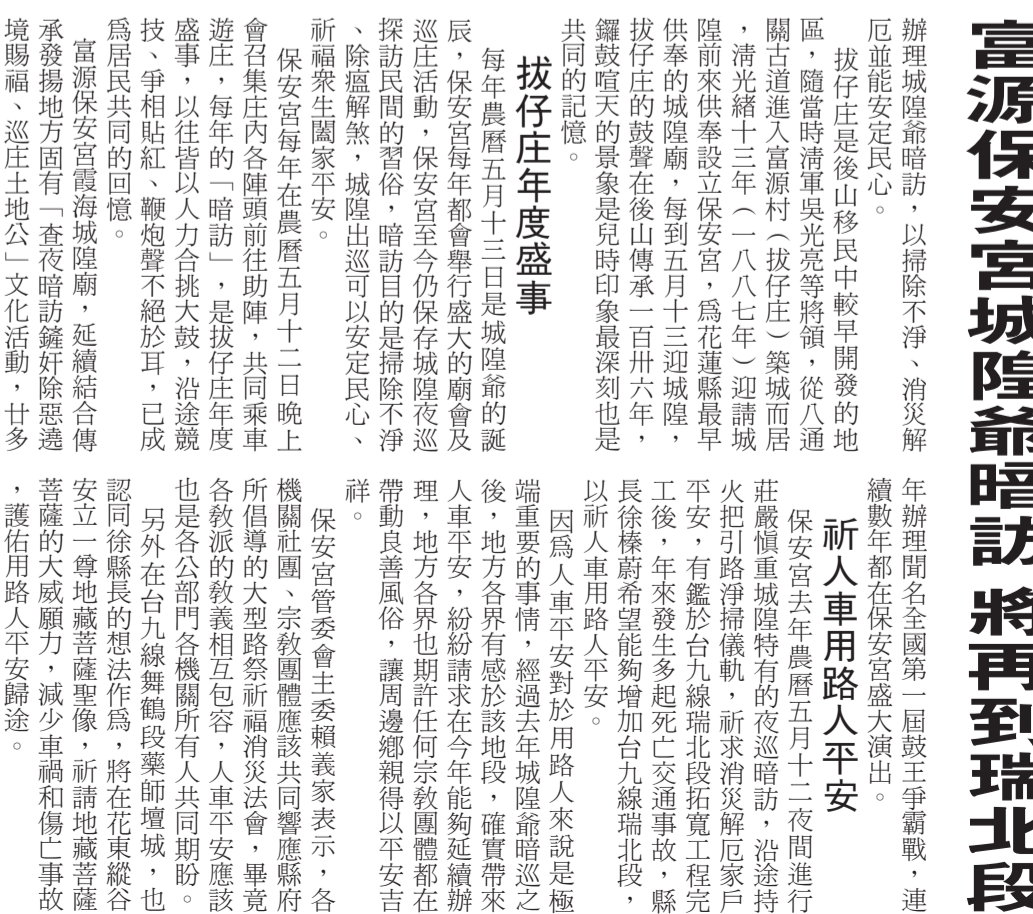 富源保安宮城隍爺暗訪 將再到瑞北段
辦理城隍爺暗訪，以掃除不淨、消災解
厄並能安定民心。
拔仔庄是後山移民中較早開發的地
區，隨當時淸軍吳光亮等將領，從八通
關古道進入富源村（拔仔庄）築城而居
，淸光緒十三年（一八八七年）迎請城
隍前來供奉設立保安宮，為花蓮縣最早
供奉的城隍廟，每到五月十三迎城隍，
拔仔庄的鼓聲在後山傳承一百卅六年，
鑼鼓喧天的景象是兒時印象最深刻也是
共同的記憶。
拔仔庄年度盛事
每年農曆五月十三日是城隍爺的誕
辰，保安宮每年都會舉行盛大的廟會及
巡庄活動，保安宮至今仍保存城隍夜巡
探訪民間的習俗，暗訪目的是掃除不淨
、除瘟解煞，城隍出巡可以安定民心、
祈福衆生闔家平安。
保安宮每年在農曆五月十二日晚上
會召集庄內各陣頭前往助陣，共同乘車
遊庄，每年的「暗訪」，是拔仔庄年度
盛事，以往皆以人力合挑大鼓，沿途競
技、爭相貼紅、鞭炮聲不絕於耳，已成
為居民共同的回憶。
富源保安宮霞海城隍廟，延續結合傳
承發揚地方固有「查夜暗訪鏟奸除惡遶
境賜福、巡庄土地公」文化活動，廿多
年辦理聞名全國第一屆鼓王爭霸戰，連
續數年都在保安宮盛大演出。
祈人車用路人平安
保安宮去年農曆五月十二夜間進行
莊嚴愼重城隍特有的夜巡暗訪，沿途持
火把引路淨掃儀軌，祈求消災解厄家戶
平安，有鑑於台九線瑞北段拓寬工程完
工後，年來發生多起死亡交通事故，縣
長徐榛蔚希望能夠增加台九線瑞北段，
以祈人車用路人平安。
因為人車平安對於用路人來說是極
端重要的事情，經過去年城隍爺暗巡之
後，地方各界有感於該地段，確實帶來
人車平安，紛紛請求在今年能夠延續辦
理，地方各界也期許任何宗敎團體都在
帶動良善風俗，讓周邊鄉親得以平安吉
祥。
保安宮管委會主委賴義家表示，各
機關社團、宗敎團體應該共同響應縣府
所倡導的大型路祭祈福消災法會，畢竟
各敎派的敎義相互包容，人車平安應該
也是各公部門各機關所有人共同期盼。
另外在台九線舞鶴段藥師壇城，也
認同徐縣長的想法作為，將在花東縱谷
安立一尊地藏菩薩聖像，祈請地藏菩薩
菩薩的大威願力，減少車禍和傷亡事故
，護佑用路人平安歸途。